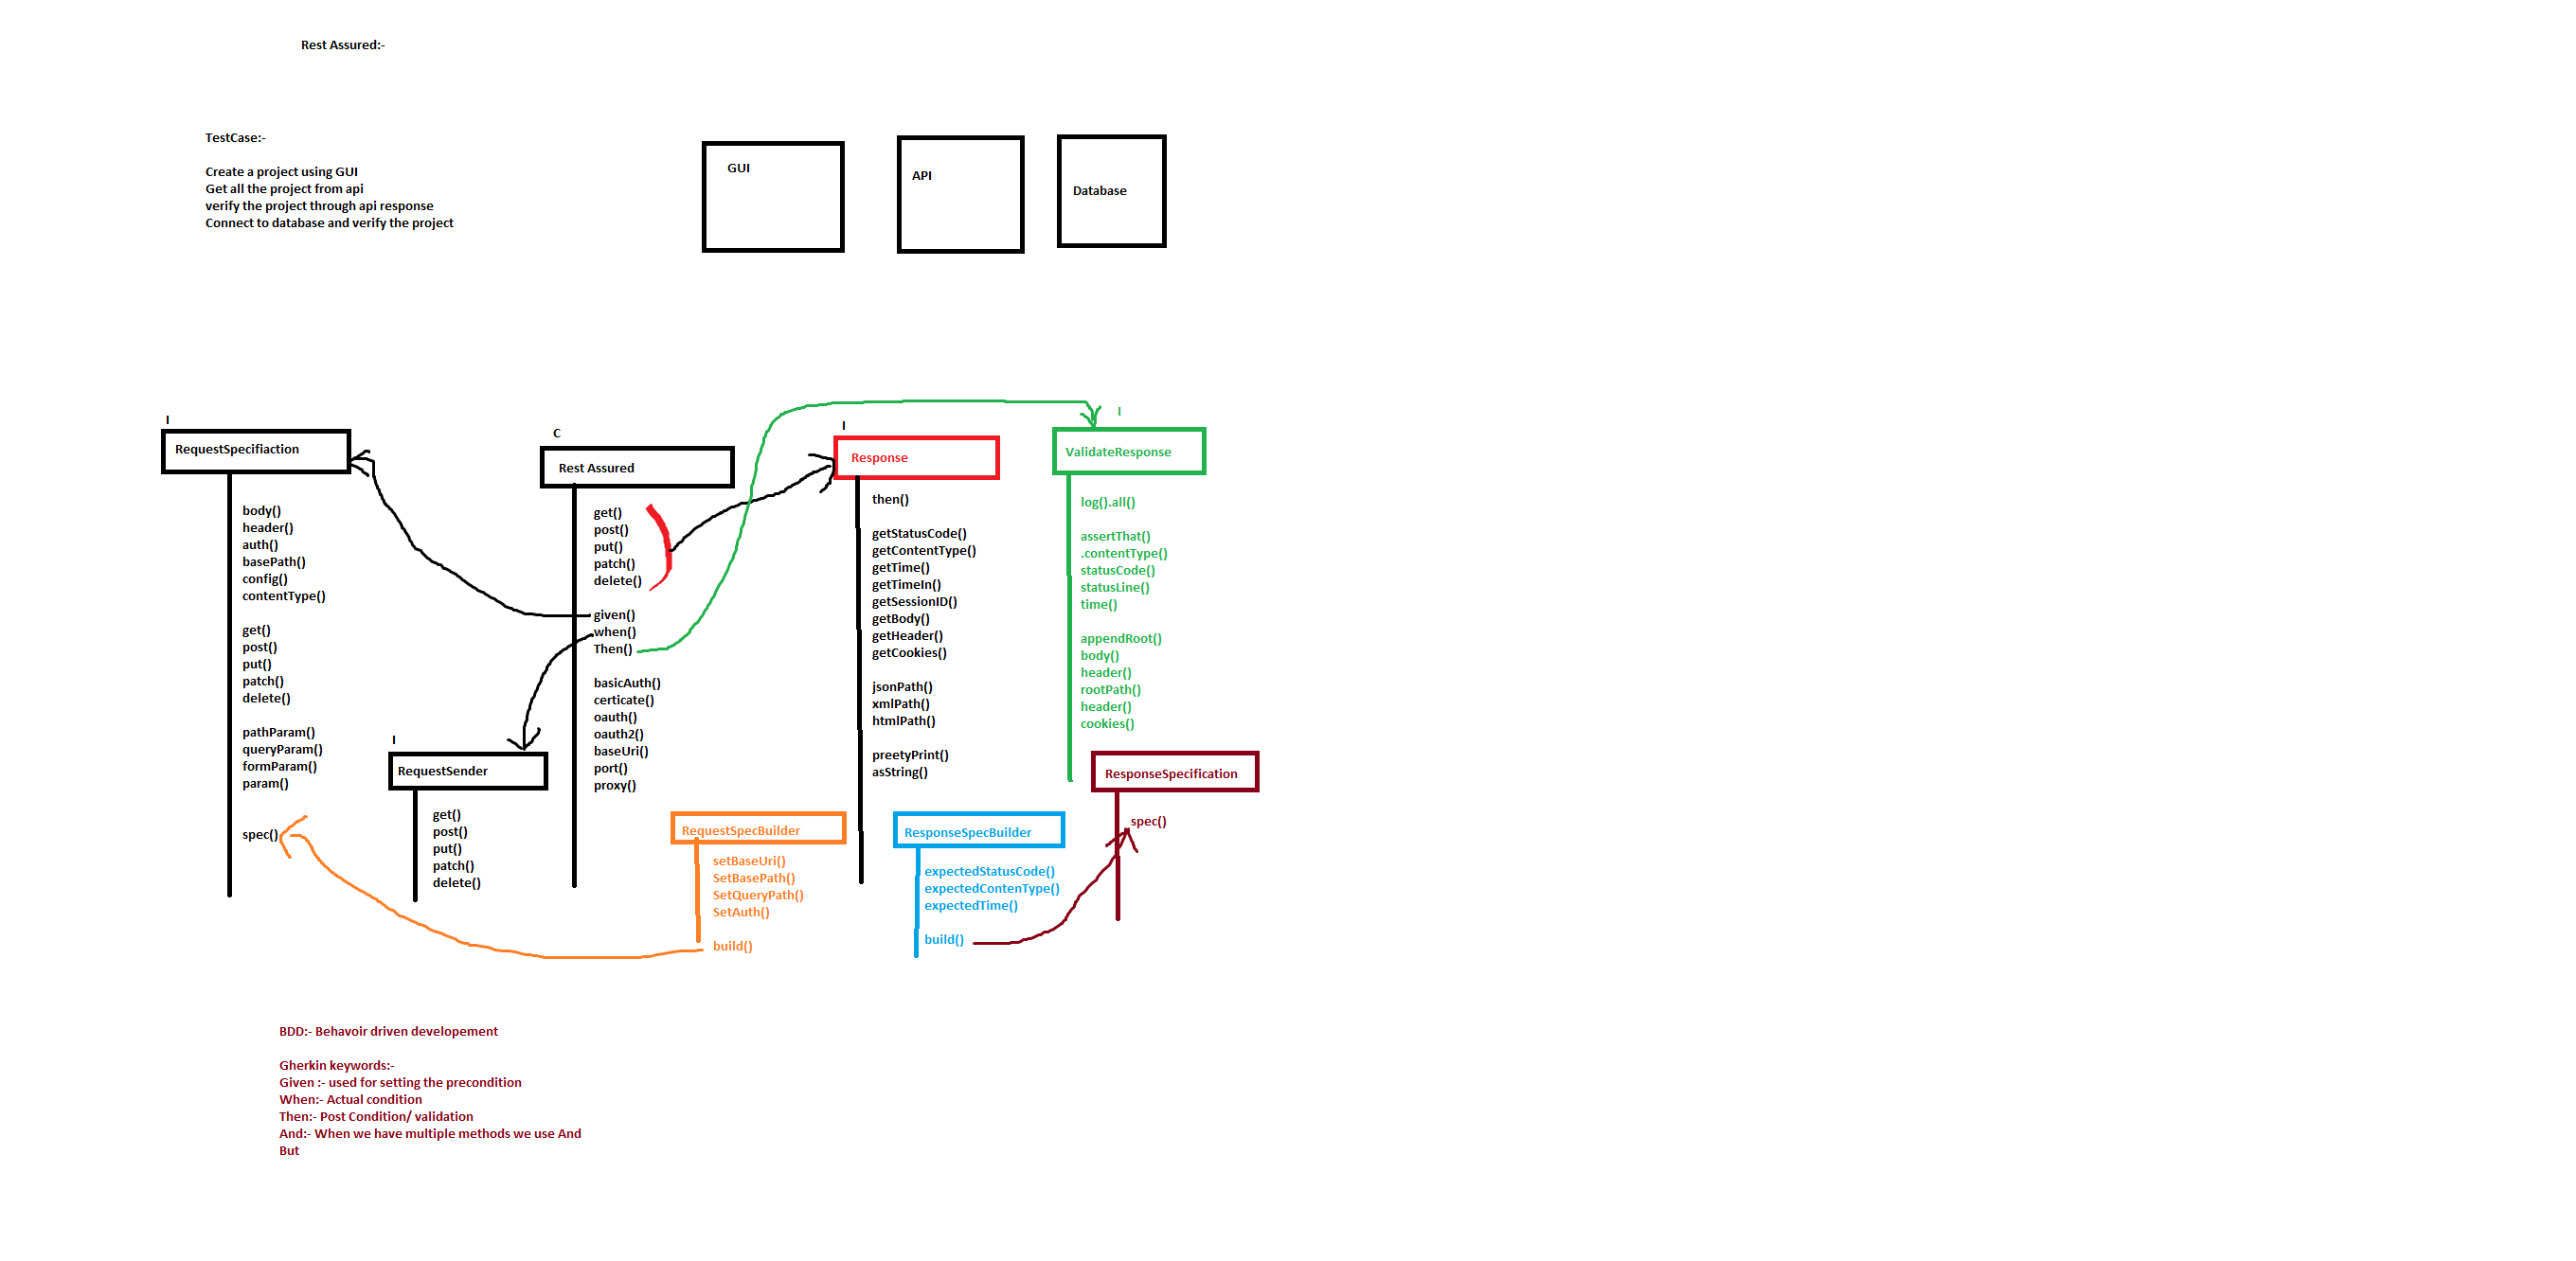 Rest Assured:-
TestCase:-
Create a project using GUI
Get all the project from api
verify the project through api response
Connect to database and verify the project
GUI
API
Database
I
RequestSpecifiaction
body()
header()
auth()
basePath()
config()
contentType()
get()
post()
put()
patch()
delete()
pathParam()
queryParam()
formParam()
param()
spec()
I
RequestSender
get()
post()
put()
patch()
delete()
C
Rest Assured
get()
post()
put()
patch()
delete()
given()
when()
Then()
basicAuth()
certicate()
oauth()
oauth2()
baseUri()
port()
proxy()
RequestSpecBuilder
setBaseUri()
SetBasePath()
SetQueryPath()
SetAuth()
build()
I
Response
then()
getStatusCode()
getContentType()
getTime()
getTimeIn()
getSessionID()
getBody()
getHeader()
getCookies()
jsonPath()
xmlPath()
htmlPath()
preetyPrint()
asString()
ResponseSpecBuilder
expectedStatusCode()
expectedContenType()
expectedTime()
build()
I
ValidateResponse
log().all()
assertThat()
.contentType()
statusCode()
statusLine()
time()
appendRoot()
body()
header()
rootPath()
header()
cookies()
ResponseSpecification
spec()
BDD:- Behavoir driven developement
Gherkin keywords:-
Given :- used for setting the precondition
When:- Actual condition
Then:- Post Condition/ validation
And:- When we have multiple methods we use And
But